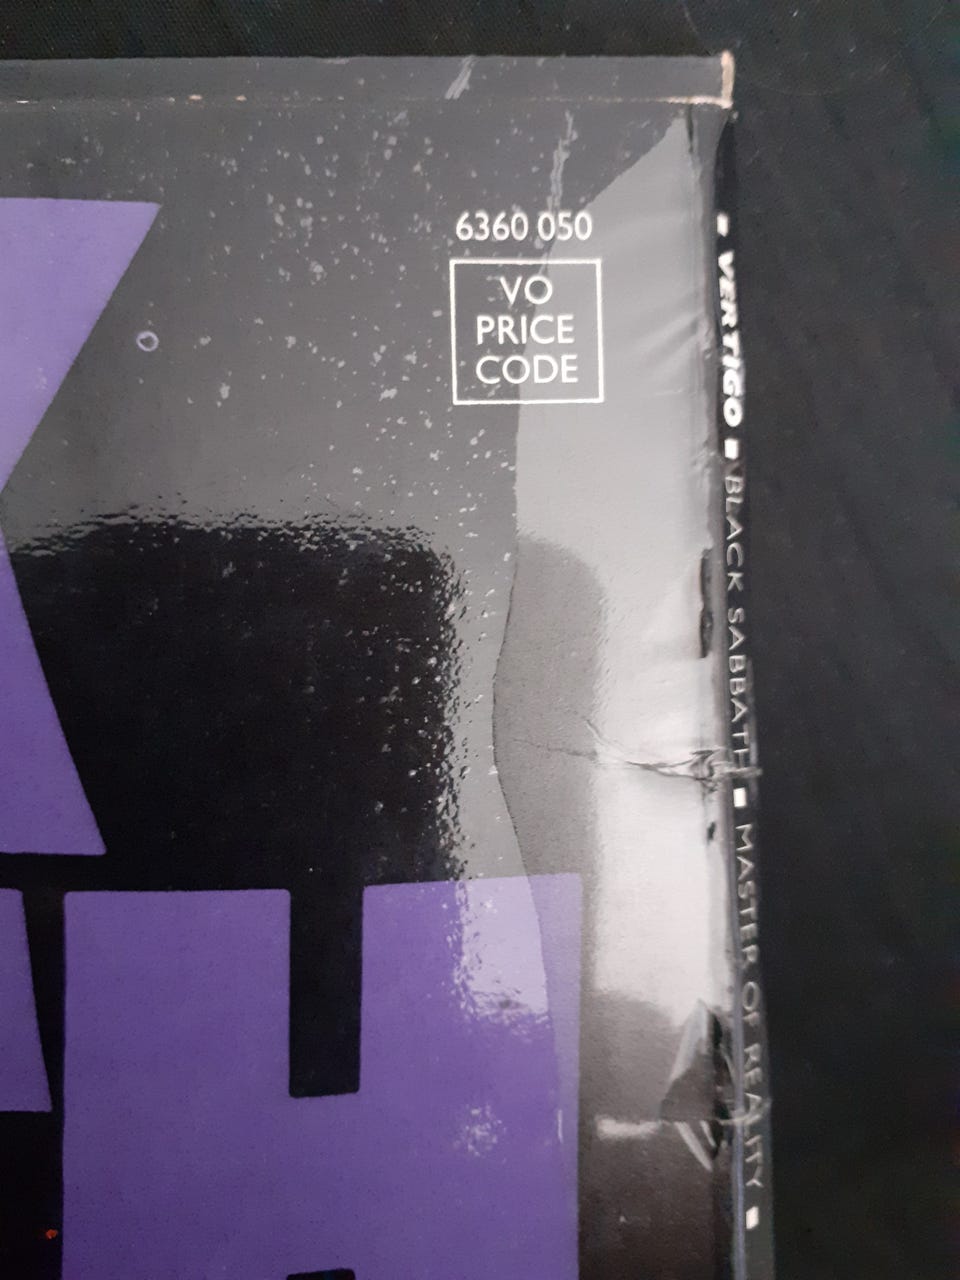 6360 050
VO
PRICE
CODE
▪ VERTIGO ▪ BLACK SABBATH ▪ MASTER OF REALITY ▪
K
H